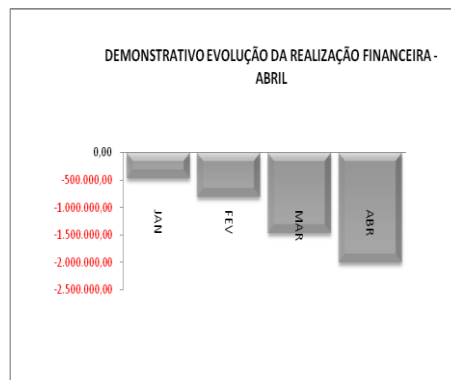 DEMONSTRATIVO EVOLUÇÃO DA REALIZAÇÃO FINANCEIRA -
ABRIL
0,00
-500.000,00
-1.000.000,00
-1.500.000,00
-2.000.000,00
-2.500.000,00
JAN
FEV
MAR
ABR